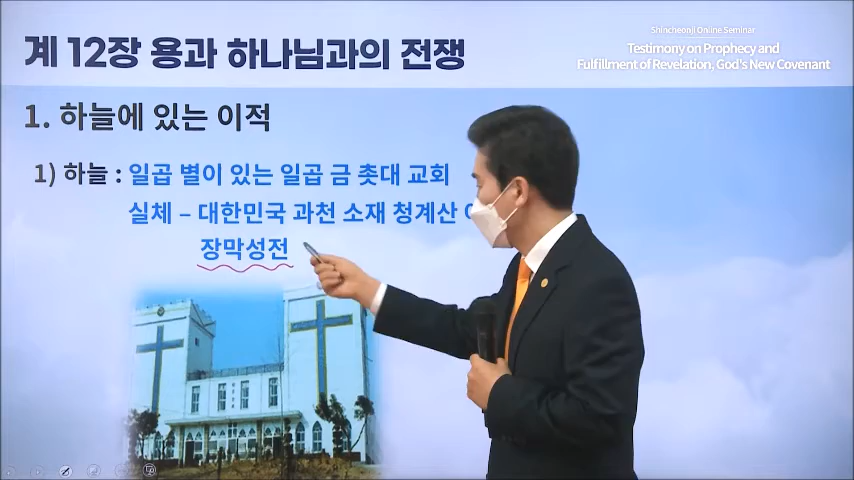 계 12장 용과 하나님과의 전쟁
Shincheonji Online Seminar
Testimony on Prophecy and
Fulfillment of Revelation, God's New Covenant
1. 하늘에 있는 이적
1) 하늘 : 일곱 별이 있는 일곱 금 촛대 교회
실체 – 대한민국 과천 소재 청계산
장막성전